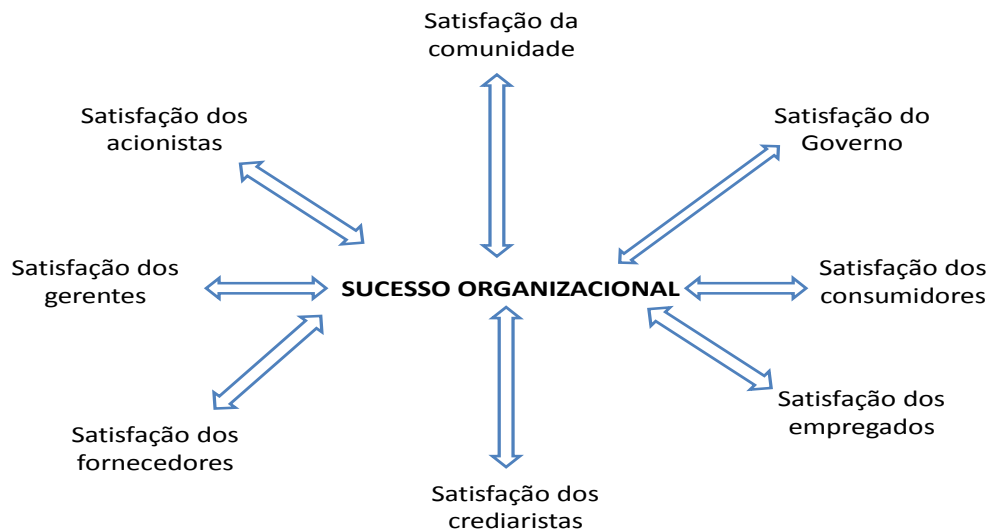 Satisfação da
comunidade
Satisfação dos
acionistas
Satisfação do
Governo
Satisfação dos
gerentes
SUCESSO ORGANIZACIONAL
Satisfação dos
consumidores
Satisfação dos
empregados
Satisfação dos
fornecedores
Satisfação dos
crediaristas